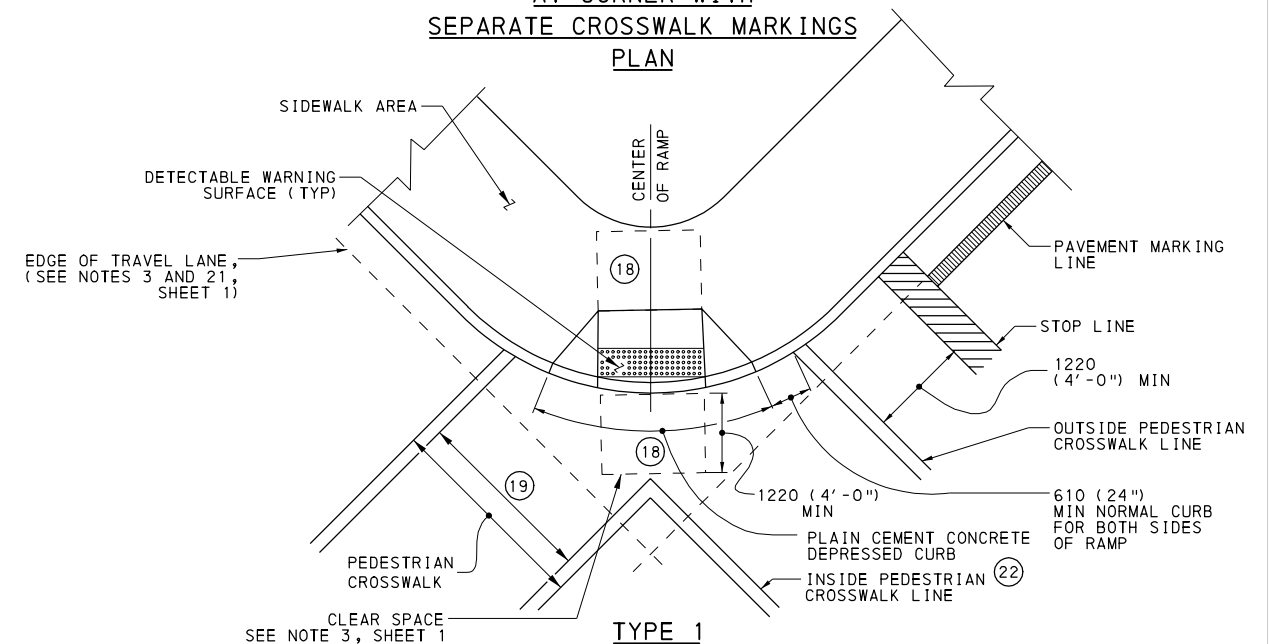 AT CORNER WITH
SEPARATE CROSSWALK MARKINGS
PLAN
SIDEWALK AREA
CENTER
OF RAMP
DETECTABLE WARNING
SURFACE (TYP)
EDGE OF TRAVEL LANE,
(SEE NOTES 3 AND 21,
SHEET 1)
18
PAVEMENT MARKING
LINE
STOP LINE
1220
(4'-0") MIN
OUTSIDE PEDESTRIAN
CROSSWALK LINE
18
19
1220 (4'-0")
MIN
610 (24")
MIN NORMAL CURB
FOR BOTH SIDES
OF RAMP
PLAIN CEMENT CONCRETE
DEPRESSED CURB
PEDESTRIAN
CROSSWALK
INSIDE PEDESTRIAN 22
CROSSWALK LINE
CLEAR SPACE
SEE NOTE 3, SHEET 1
TYPE 1